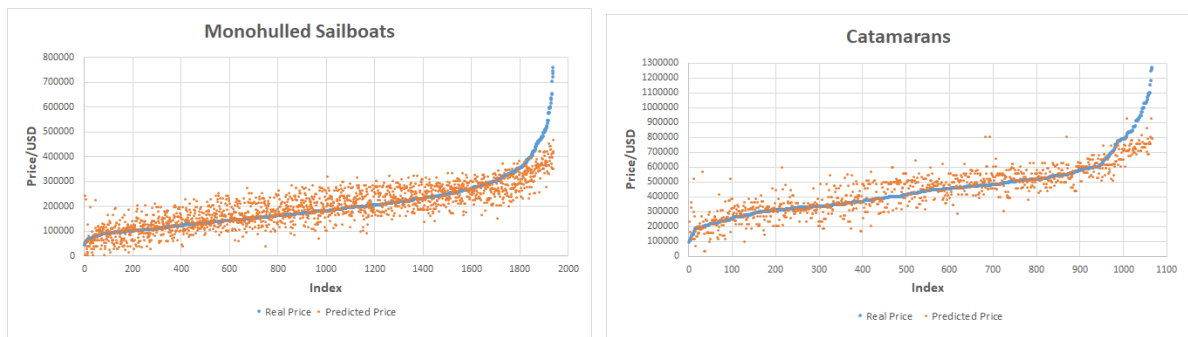 Monohulled Sailboats
Price/USD
800000
700000
600000
500000
400000
300000
200000
100000
0
0 200 400 600 800 1000 1200 1400 1600 1800 2000
Index
Real Price Predicted Price
Catamarans
Price/USD
1300000
1200000
1100000
1000000
900000
800000
700000
600000
500000
400000
300000
200000
100000
0
0 100 200 300 400 500 600 700 800 900 1000 1100
Index
Real Price Predicted Price